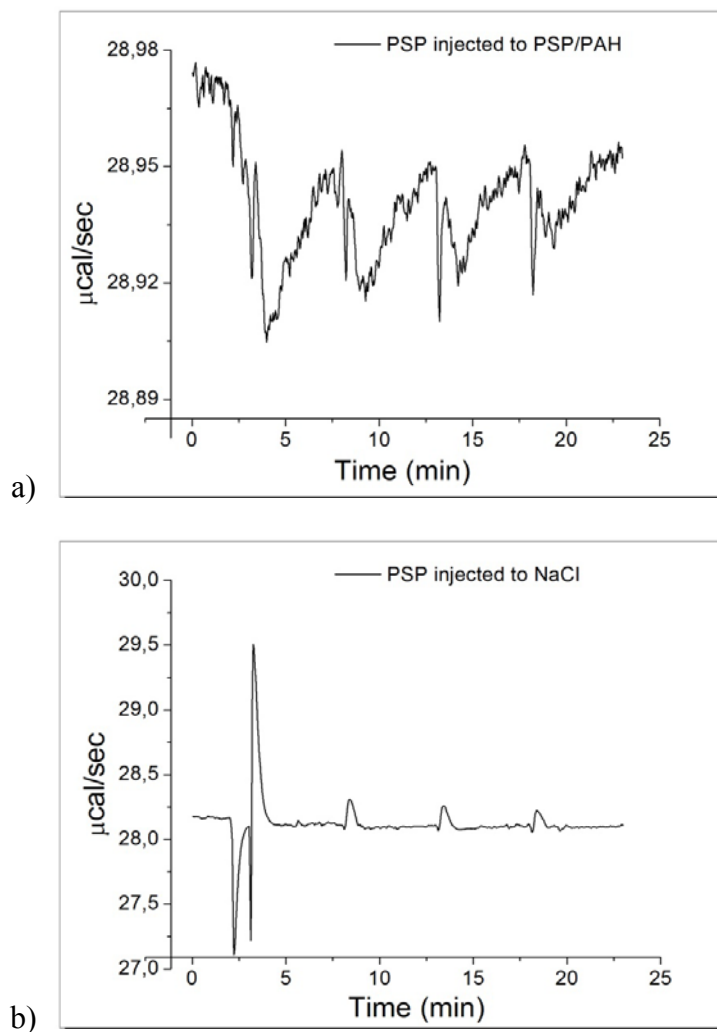 28,98
PSP injected to PSP/PAH
28,95
28,92
28,89
μcal/sec
0 5 10 15 20 25
Time (min)
a)
30,0
PSP injected to NaCl
29,5
29,0
28,5
28,0
27,5
27,0
μcal/sec
0 5 10 15 20 25
Time (min)
b)